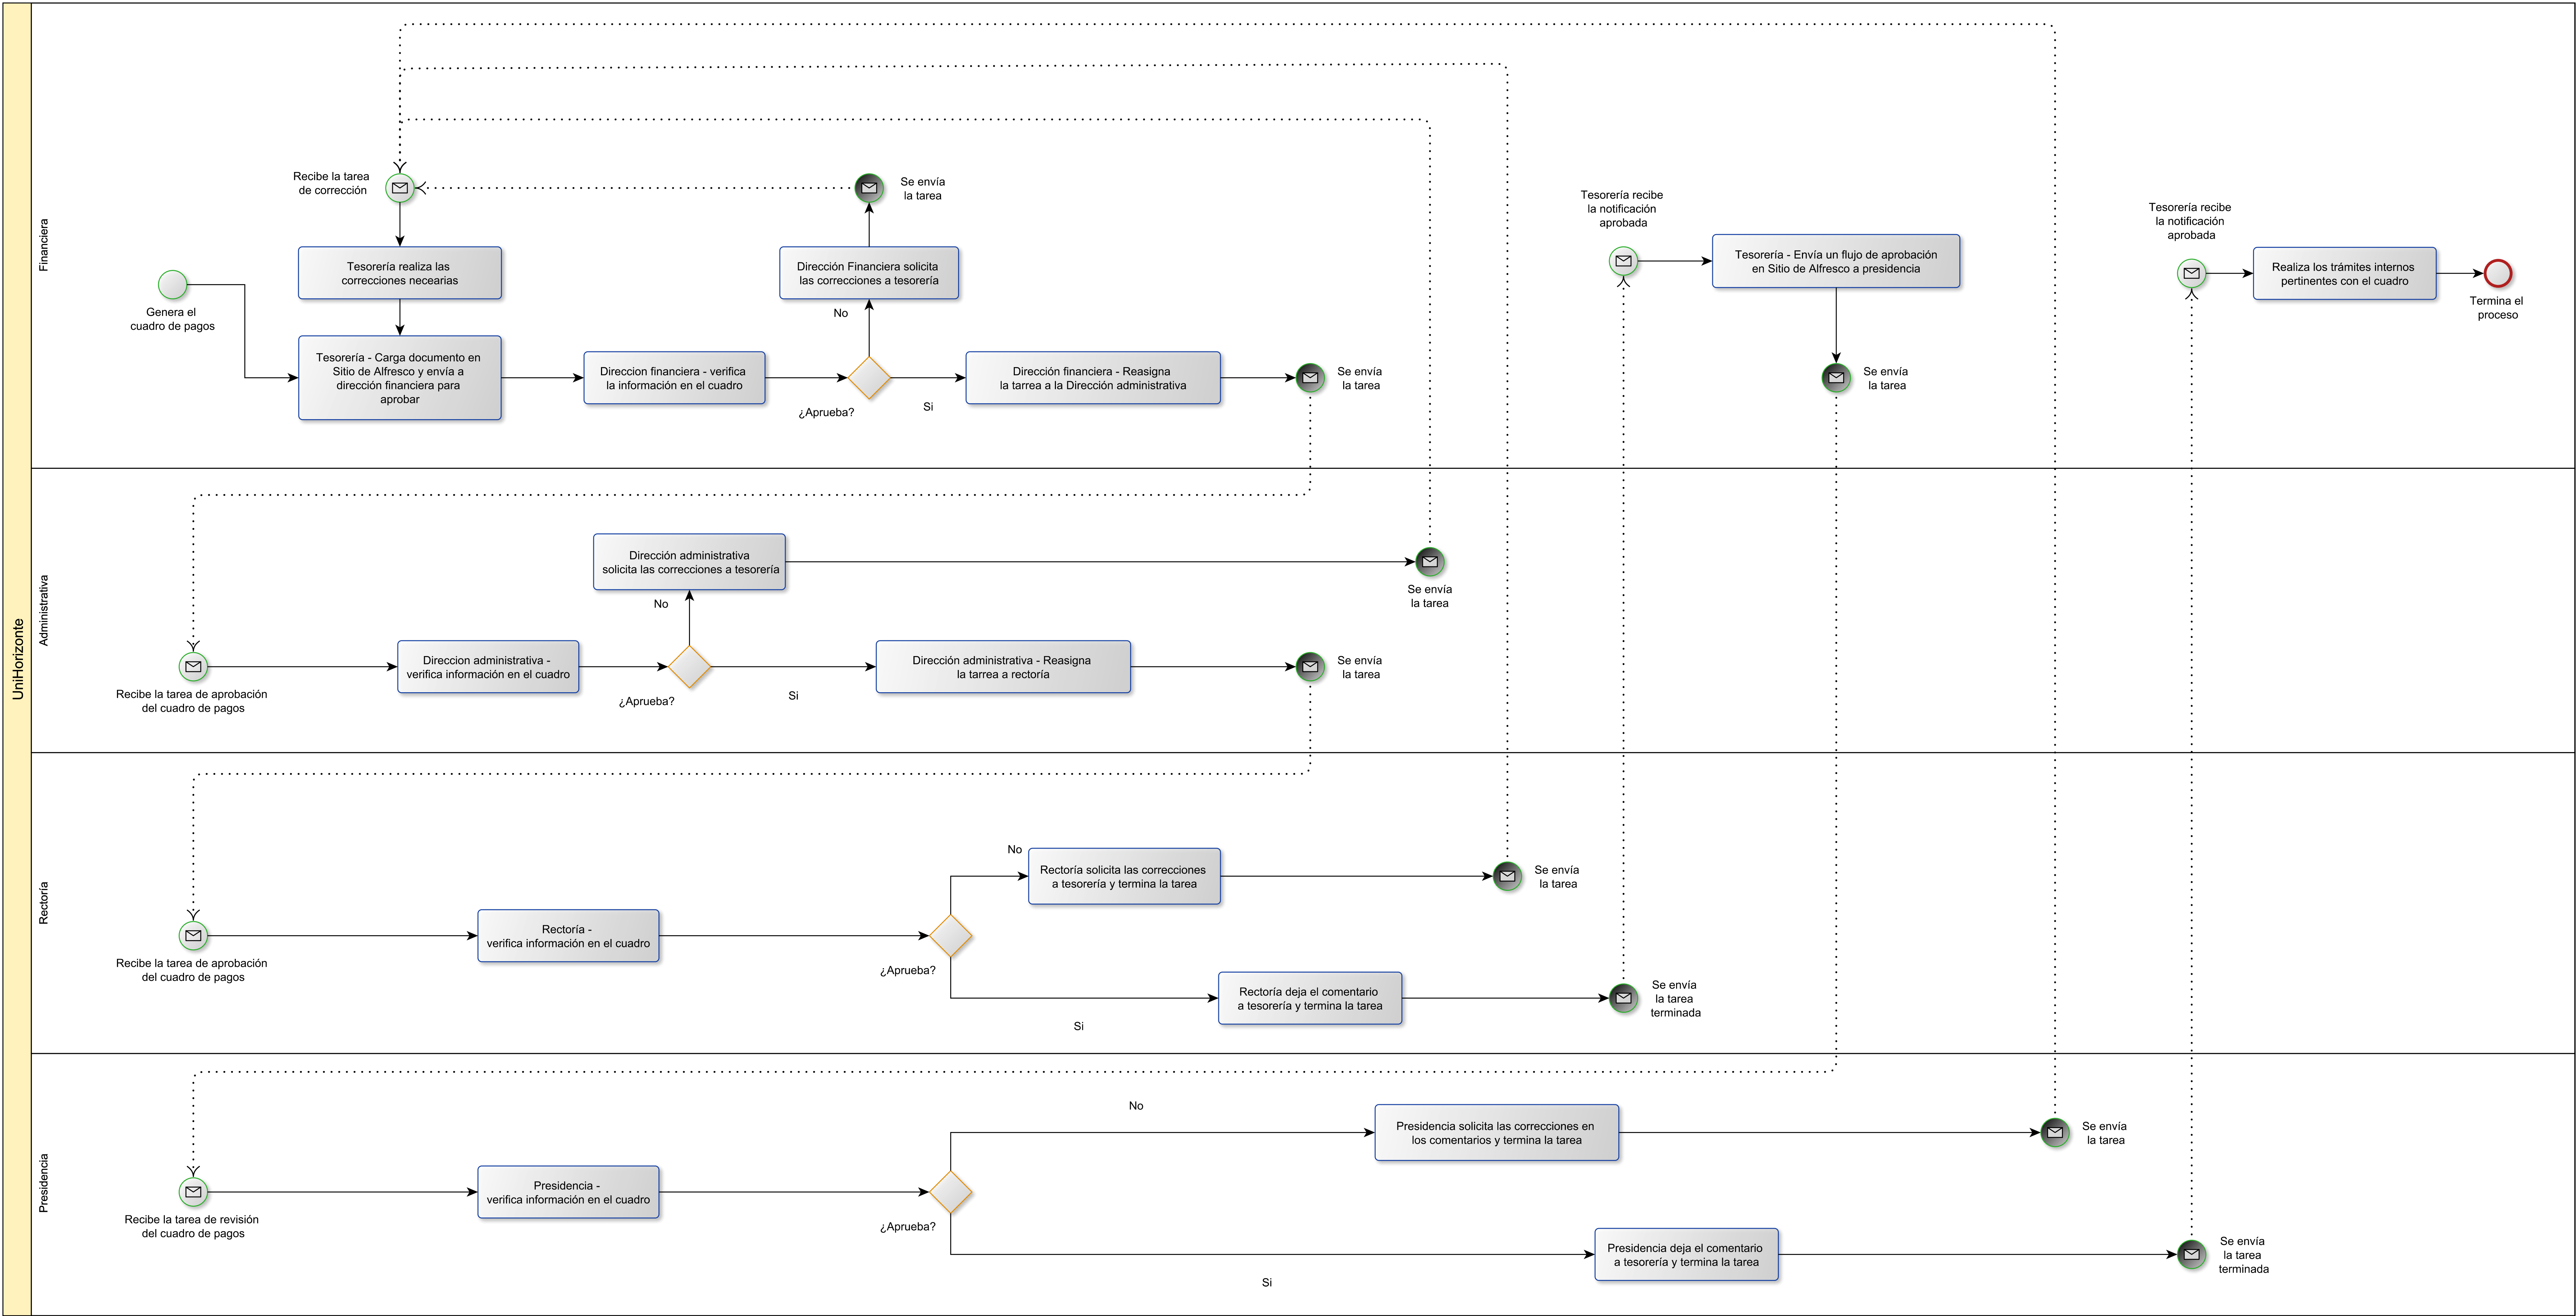 UniHorizonte
Financiera
Recibe la tarea
de corrección
Se envía
la tarea
Tesorería recibe
la notificación
aprobada
Tesorería recibe
la notificación
aprobada
Tesorería realiza las
correcciones necearias
Dirección Financiera solicita
las correcciones a tesorería
Tesorería - Envía un flujo de aprobación
en Sitio de Alfresco a presidencia
Realiza los trámites internos
pertinentes con el cuadro
Genera el
cuadro de pagos
No
Termina el
proceso
Tesorería - Carga documento en
Sitio de Alfresco y envía a
dirección financiera para
aprobar
Direccion financiera - verifica
la información en el cuadro
¿Aprueba?
Si
Dirección financiera - Reasigna
la tarrea a la Dirección administrativa
Se envía
la tarea
Se envía
la tarea
Administrativa
Dirección administrativa
solicita las correcciones a tesorería
Se envía
la tarea
No
Recibe la tarea de aprobación
del cuadro de pagos
Direccion administrativa -
verifica información en el cuadro
¿Aprueba?
Si
Dirección administrativa - Reasigna
la tarrea a rectoría
Se envía
la tarea
Rectoría
No
Rectoría solicita las correcciones
a tesorería y termina la tarea
Se envía
la tarea
Recibe la tarea de aprobación
del cuadro de pagos
Rectoría -
verifica información en el cuadro
¿Aprueba?
Si
Rectoría deja el comentario
a tesorería y termina la tarea
Se envía
la tarea
terminada
Presidencia
No
Presidencia solicita las correcciones en
los comentarios y termina la tarea
Se envía
la tarea
Recibe la tarea de revisión
del cuadro de pagos
Presidencia -
verifica información en el cuadro
¿Aprueba?
Si
Presidencia deja el comentario
a tesorería y termina la tarea
Se envía
la tarea
terminada